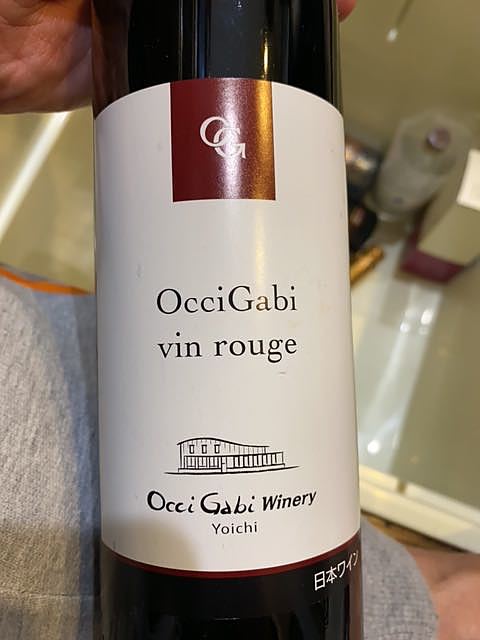 OG
OcciGabi
vin rouge
Occi Gabi Winery
Yoichi
日本ワイン